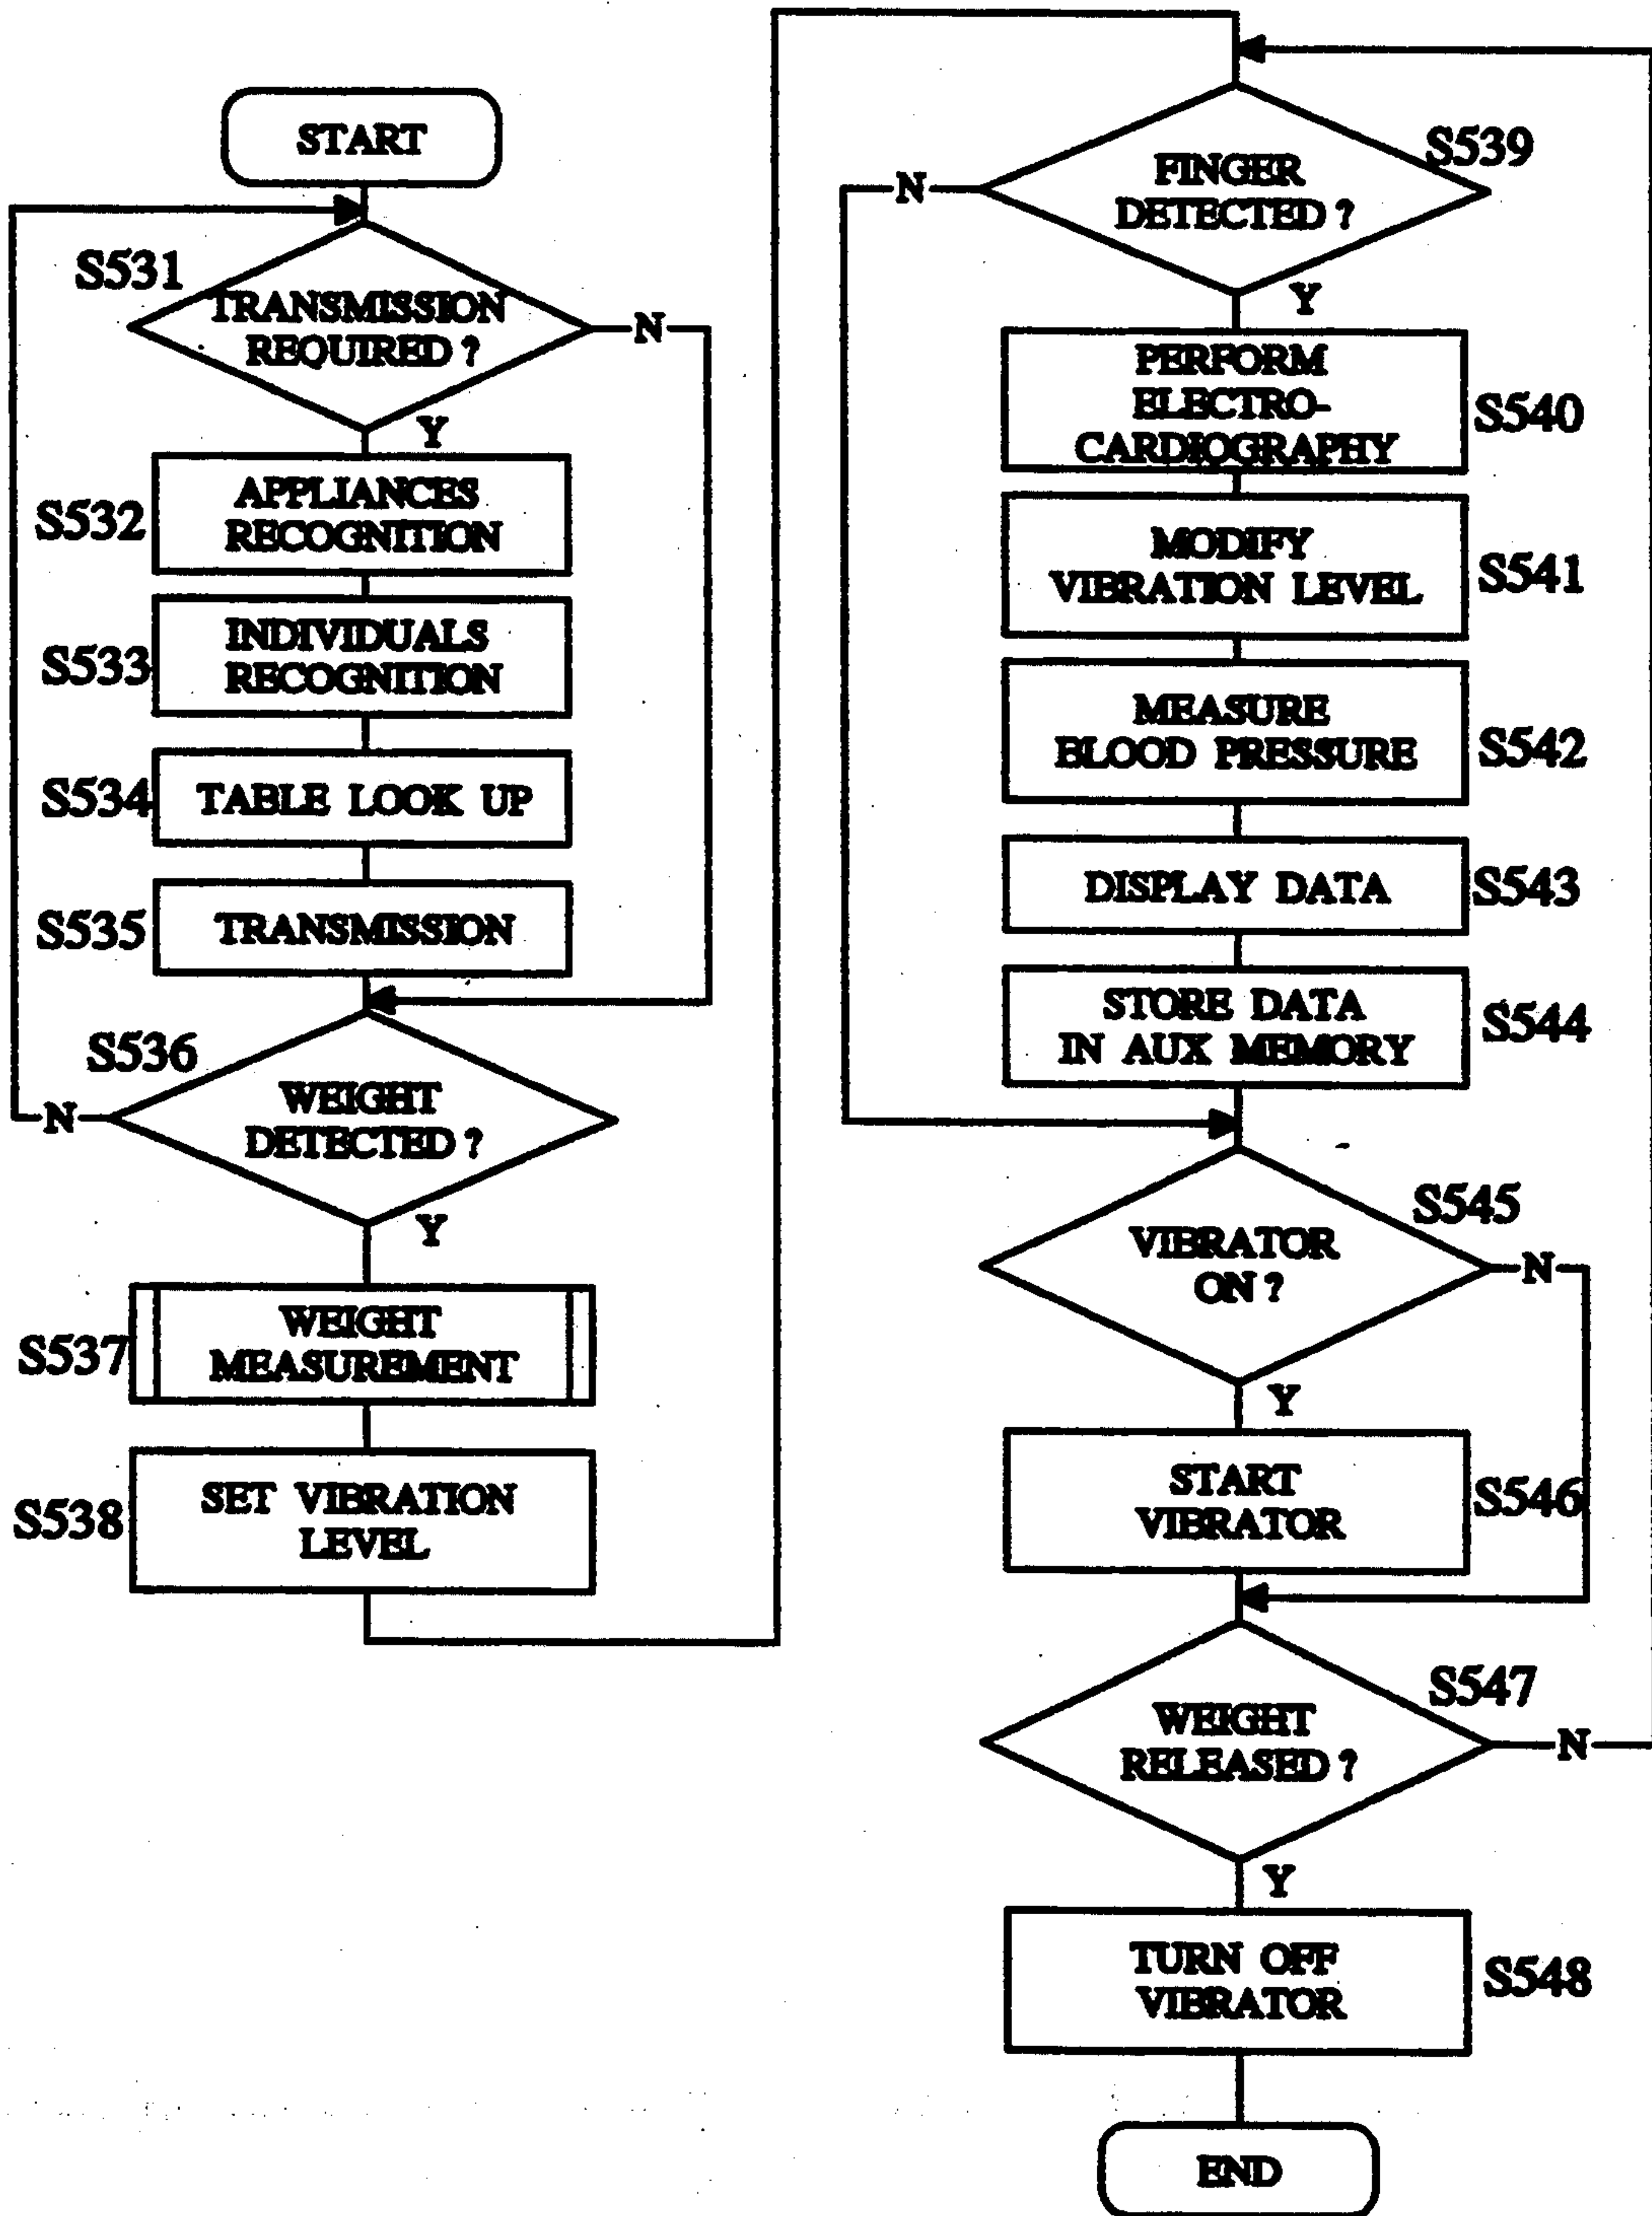 START
S531
TRANSMISSION
REQUIRED ?
N
Y
S532
APPLIANCES
RECOGNITION
S533
INDIVIDUALS
RECOGNITION
S534
TABLE LOOK UP
S535
TRANSMISSION
S536
WEIGHT
DETECTED ?
N
Y
S537
WEIGHT
MEASUREMENT
S538
SET VIBRATION
LEVEL
S539
FINGER
DETECTED ?
N
Y
PERFORM
ELECTRO-
CARDIOGRAPHY
S540
MODIFY
VIBRATION LEVEL
S541
MEASURE
BLOOD PRESSURE
S542
DISPLAY DATA
S543
STORE DATA
IN AUX MEMORY
S544
S545
VIBRATOR
ON ?
N
Y
START
VIBRATOR
S546
S547
WEIGHT
RELEASED ?
N
Y
TURN OFF
VIBRATOR
S548
END